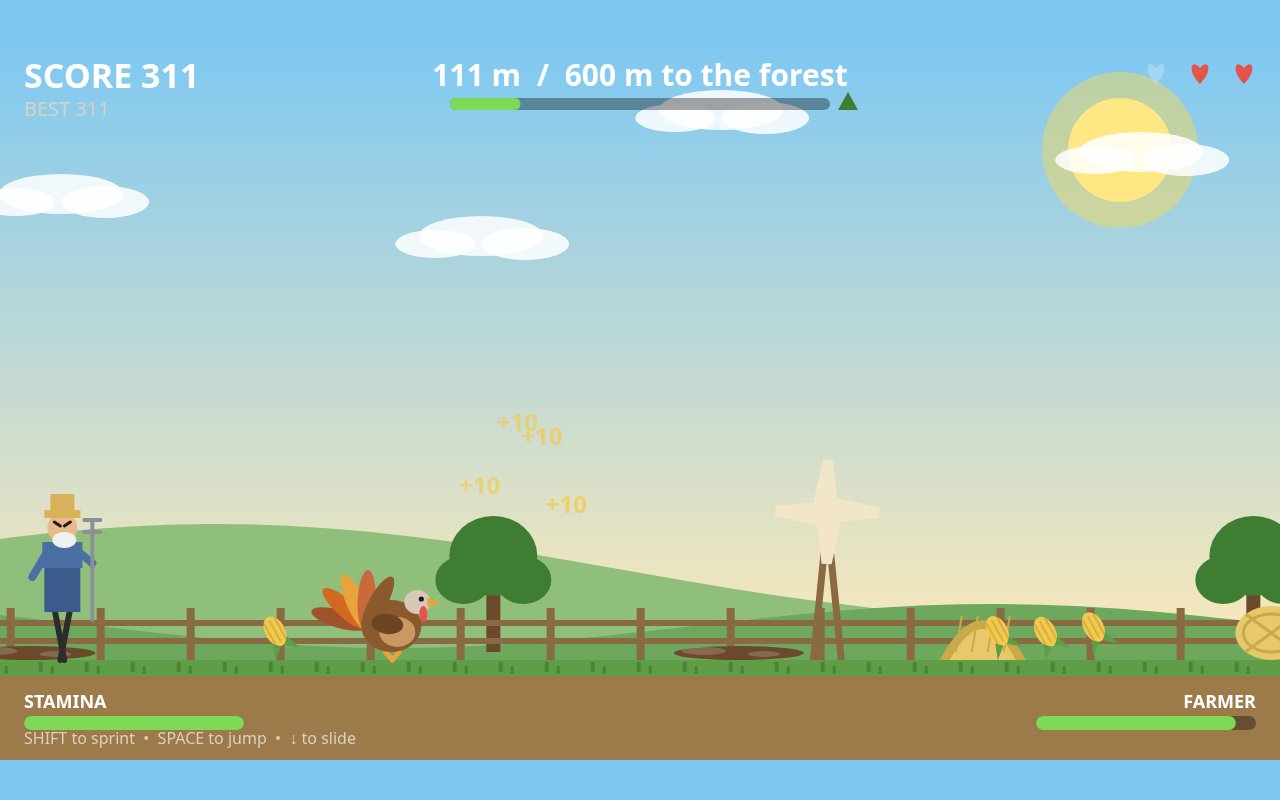 SCORE 311
BEST 311
111 m / 600 m to the forest
+10
+10
+10
+10
STAMINA
SHIFT to sprint • SPACE to jump • ↓ to slide
FARMER